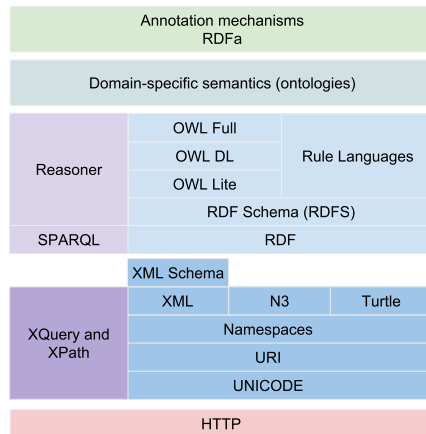 Annotation mechanisms
RDFa
Domain-specific semantics (ontologies)
Reasoner
OWL Full
OWL DL
OWL Lite
Rule Languages
RDF Schema (RDFS)
SPARQL
RDF
XML Schema
XQuery and
XPath
XML
N3
Turtle
Namespaces
URI
UNICODE
HTTP